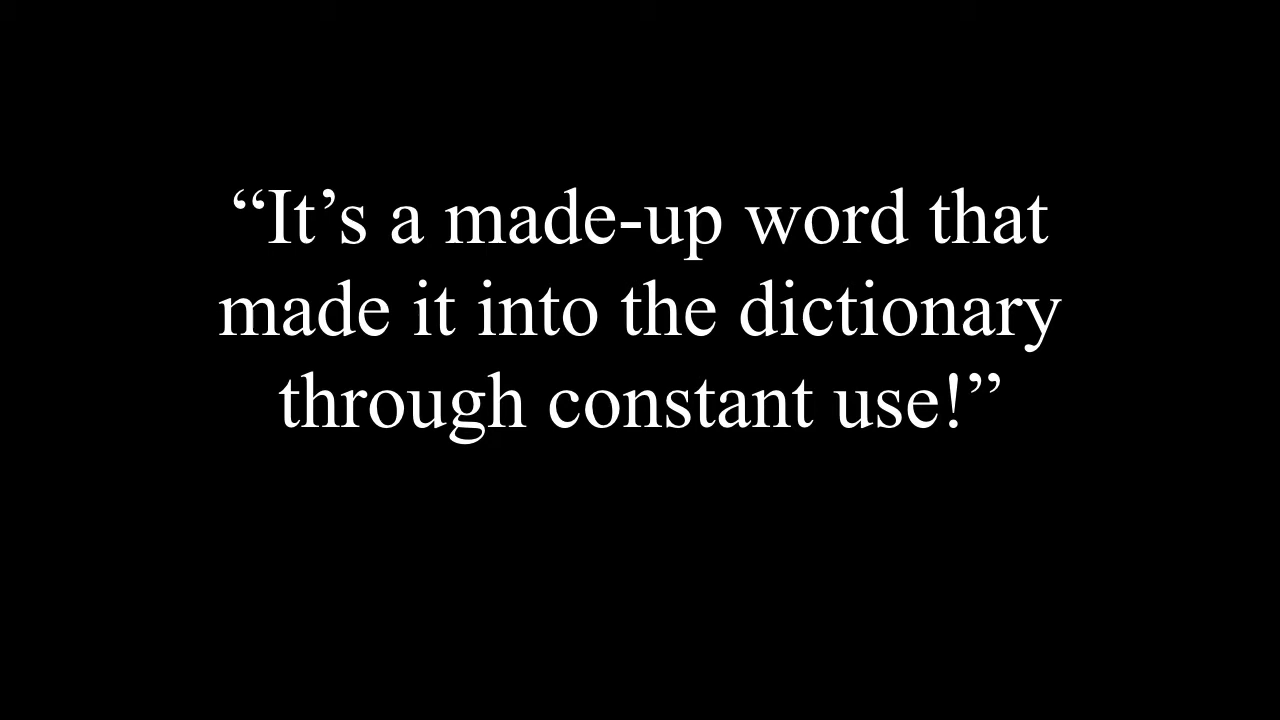 “It’s a made-up word that
made it into the dictionary
through constant use!”